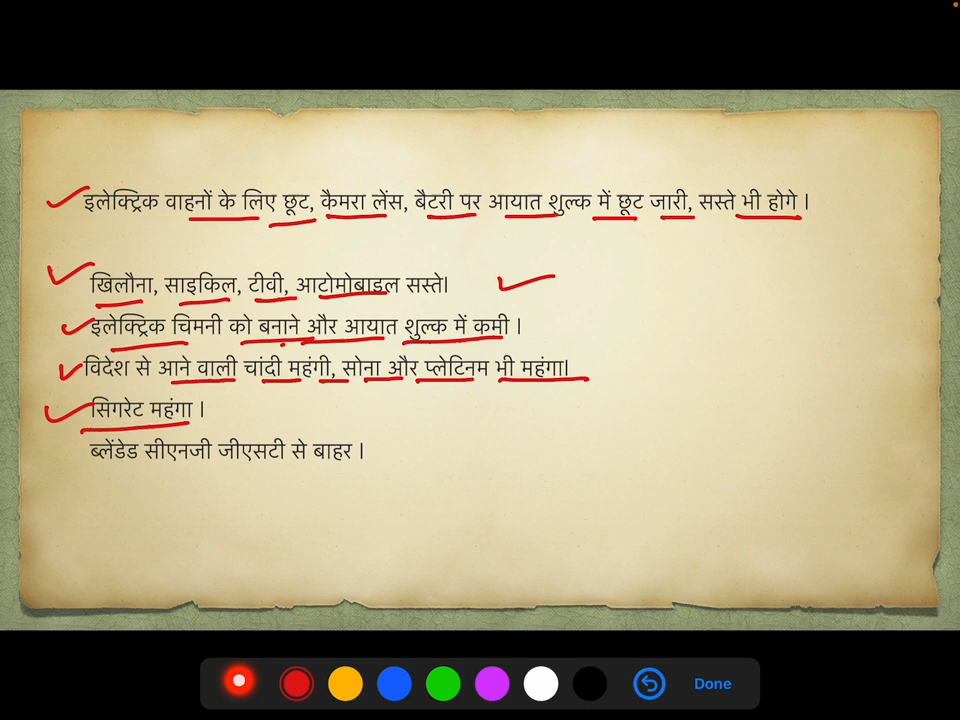 इलेक्ट्रिक वाहनों के लिए छूट, कैमरा लेंस, बैटरी पर आयात शुल्क में छूट जारी, सस्ते भी होगे ।
खिलौना, साइकिल, टीवी, आटोमोबाइल सस्ते।
इलेक्ट्रिक चिमनी को बनाने और आयात शुल्क में कमी ।
विदेश से आने वाली चांदी महंगी, सोना और प्लेटिनम भी महंगा।
सिगरेट महंगा ।
ब्लेंडेड सीएनजी जीएसटी से बाहर ।
Done